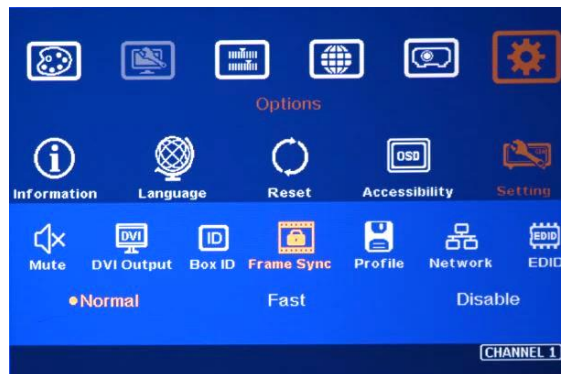 Options
Information Language Reset OSD Accessibility Setting
DVI ID EDID
Mute DVI Output Box ID Frame Sync Profile Network EDID
Normal Fast Disable
CHANNEL 1